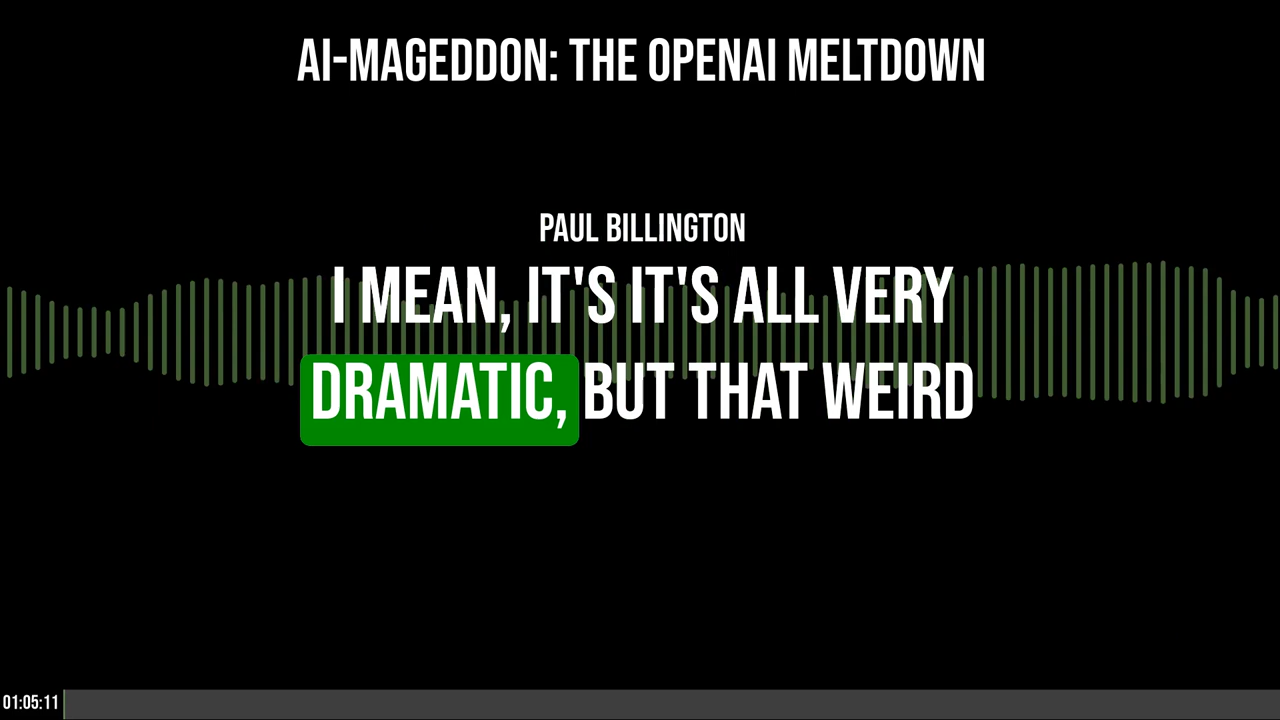 AI-MAGEDDON: THE OPENAI MELTDOWN
PAUL BILLINGTON
I MEAN, IT'S IT'S ALL VERY
DRAMATIC, BUT THAT WEIRD
01:05:11